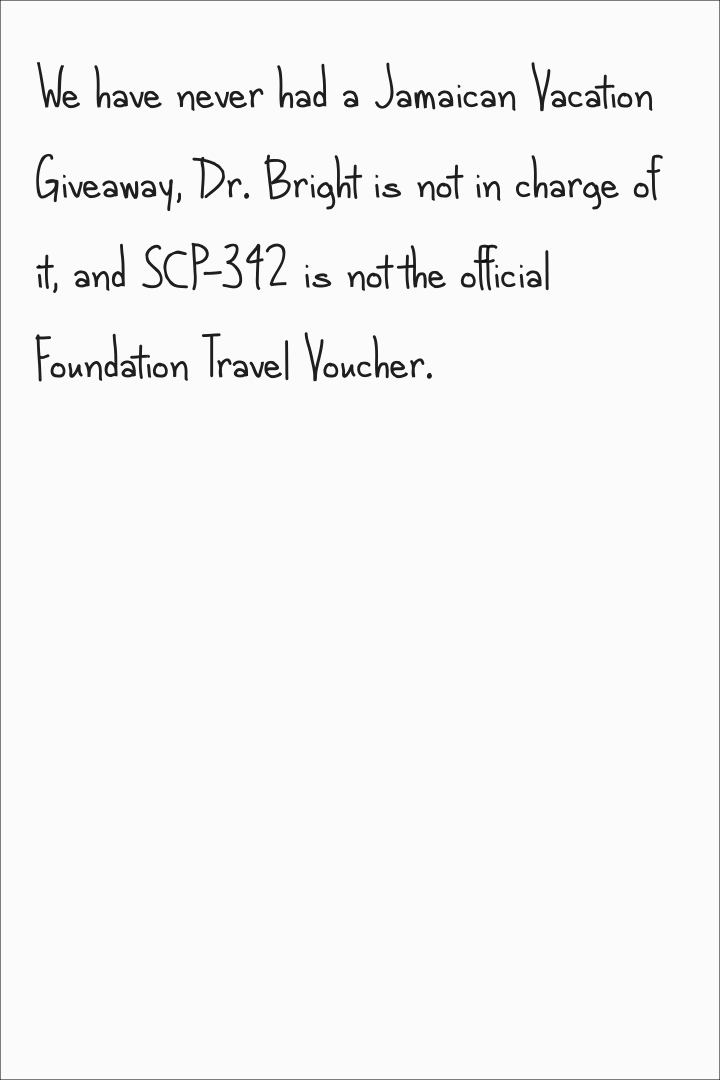 We have never had a Jamaican Vacation
Giveaway, Dr. Bright is not in charge of
it, and SCP-342 is not the official
Foundation Travel Voucher.